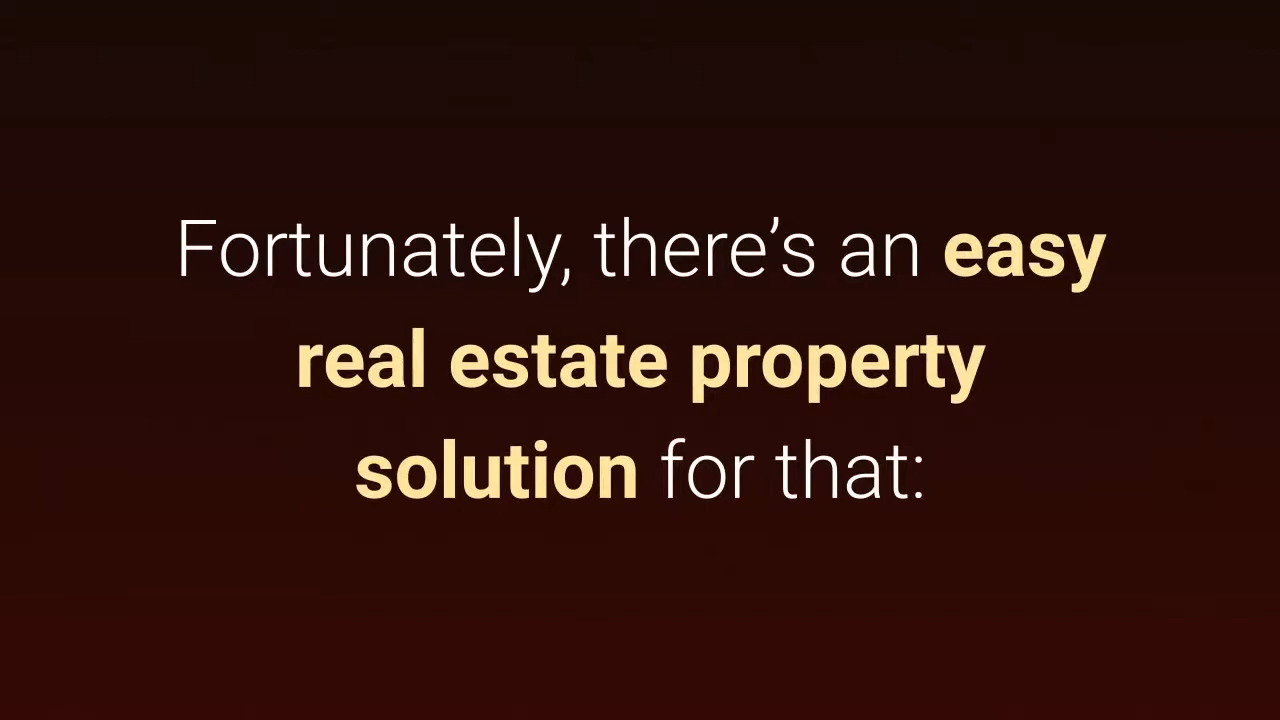 Fortunately, there’s an easy
real estate property
solution for that: